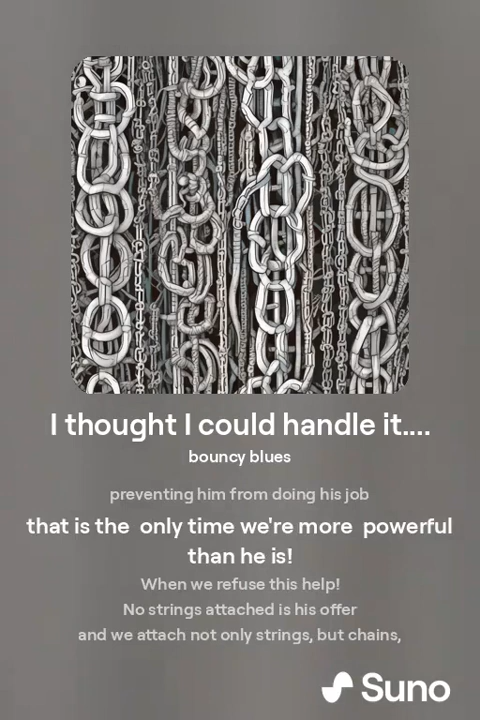 I thought I could handle it....
bouncy blues
preventing him from doing his job
that is the only time we're more powerful
than he is!
When we refuse this help!
No strings attached is his offer
and we attach not only strings, but chains,
Suno